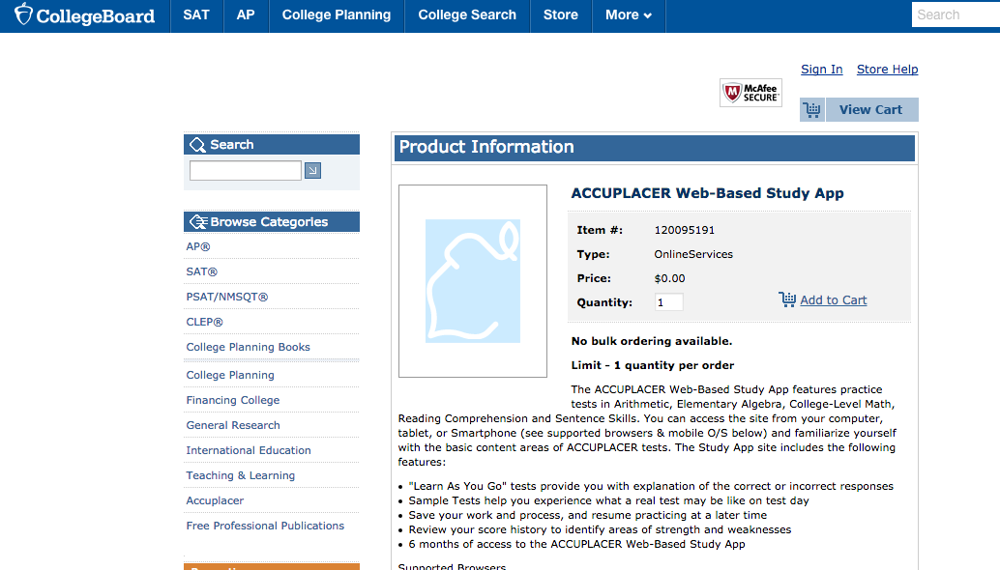 CollegeBoard SAT AP College Planning College Search Store More Search
Sign In Store Help
McAfee SECURE
View Cart
Search
Browse Categories
AP®
SAT®
PSAT/NMSQT®
CLEP®
College Planning Books
College Planning
Financing College
General Research
International Education
Teaching & Learning
Accuplacer
Free Professional Publications
Product Information
ACCUPLACER Web-Based Study App
Item #: 120095191
Type: OnlineServices
Price: $0.00
Quantity: 1 Add to Cart
No bulk ordering available.
Limit - 1 quantity per order
The ACCUPLACER Web-Based Study App features practice
tests in Arithmetic, Elementary Algebra, College-Level Math,
Reading Comprehension and Sentence Skills. You can access the site from your computer,
tablet, or Smartphone (see supported browsers & mobile O/S below) and familiarize yourself
with the basic content areas of ACCUPLACER tests. The Study App site includes the following
features:
• "Learn As You Go" tests provide you with explanation of the correct or incorrect responses
• Sample Tests help you experience what a real test may be like on test day
• Save your work and process, and resume practicing at a later time
• Review your score history to identify areas of strength and weaknesses
• 6 months of access to the ACCUPLACER Web-Based Study App
Supported Browsers